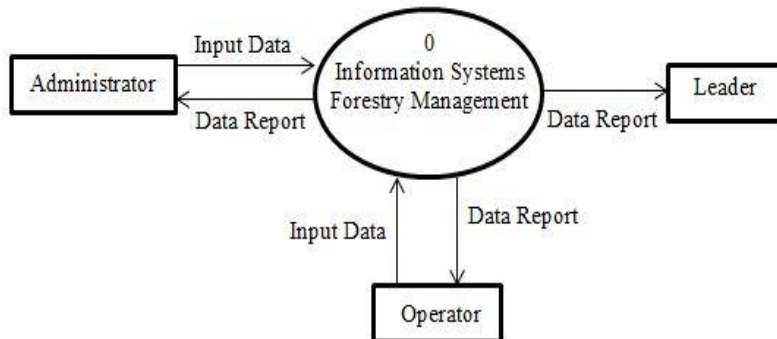 Input Data
Administrator
Data Report
0
Information Systems
Forestry Management
Leader
Data Report
Input Data
Data Report
Operator